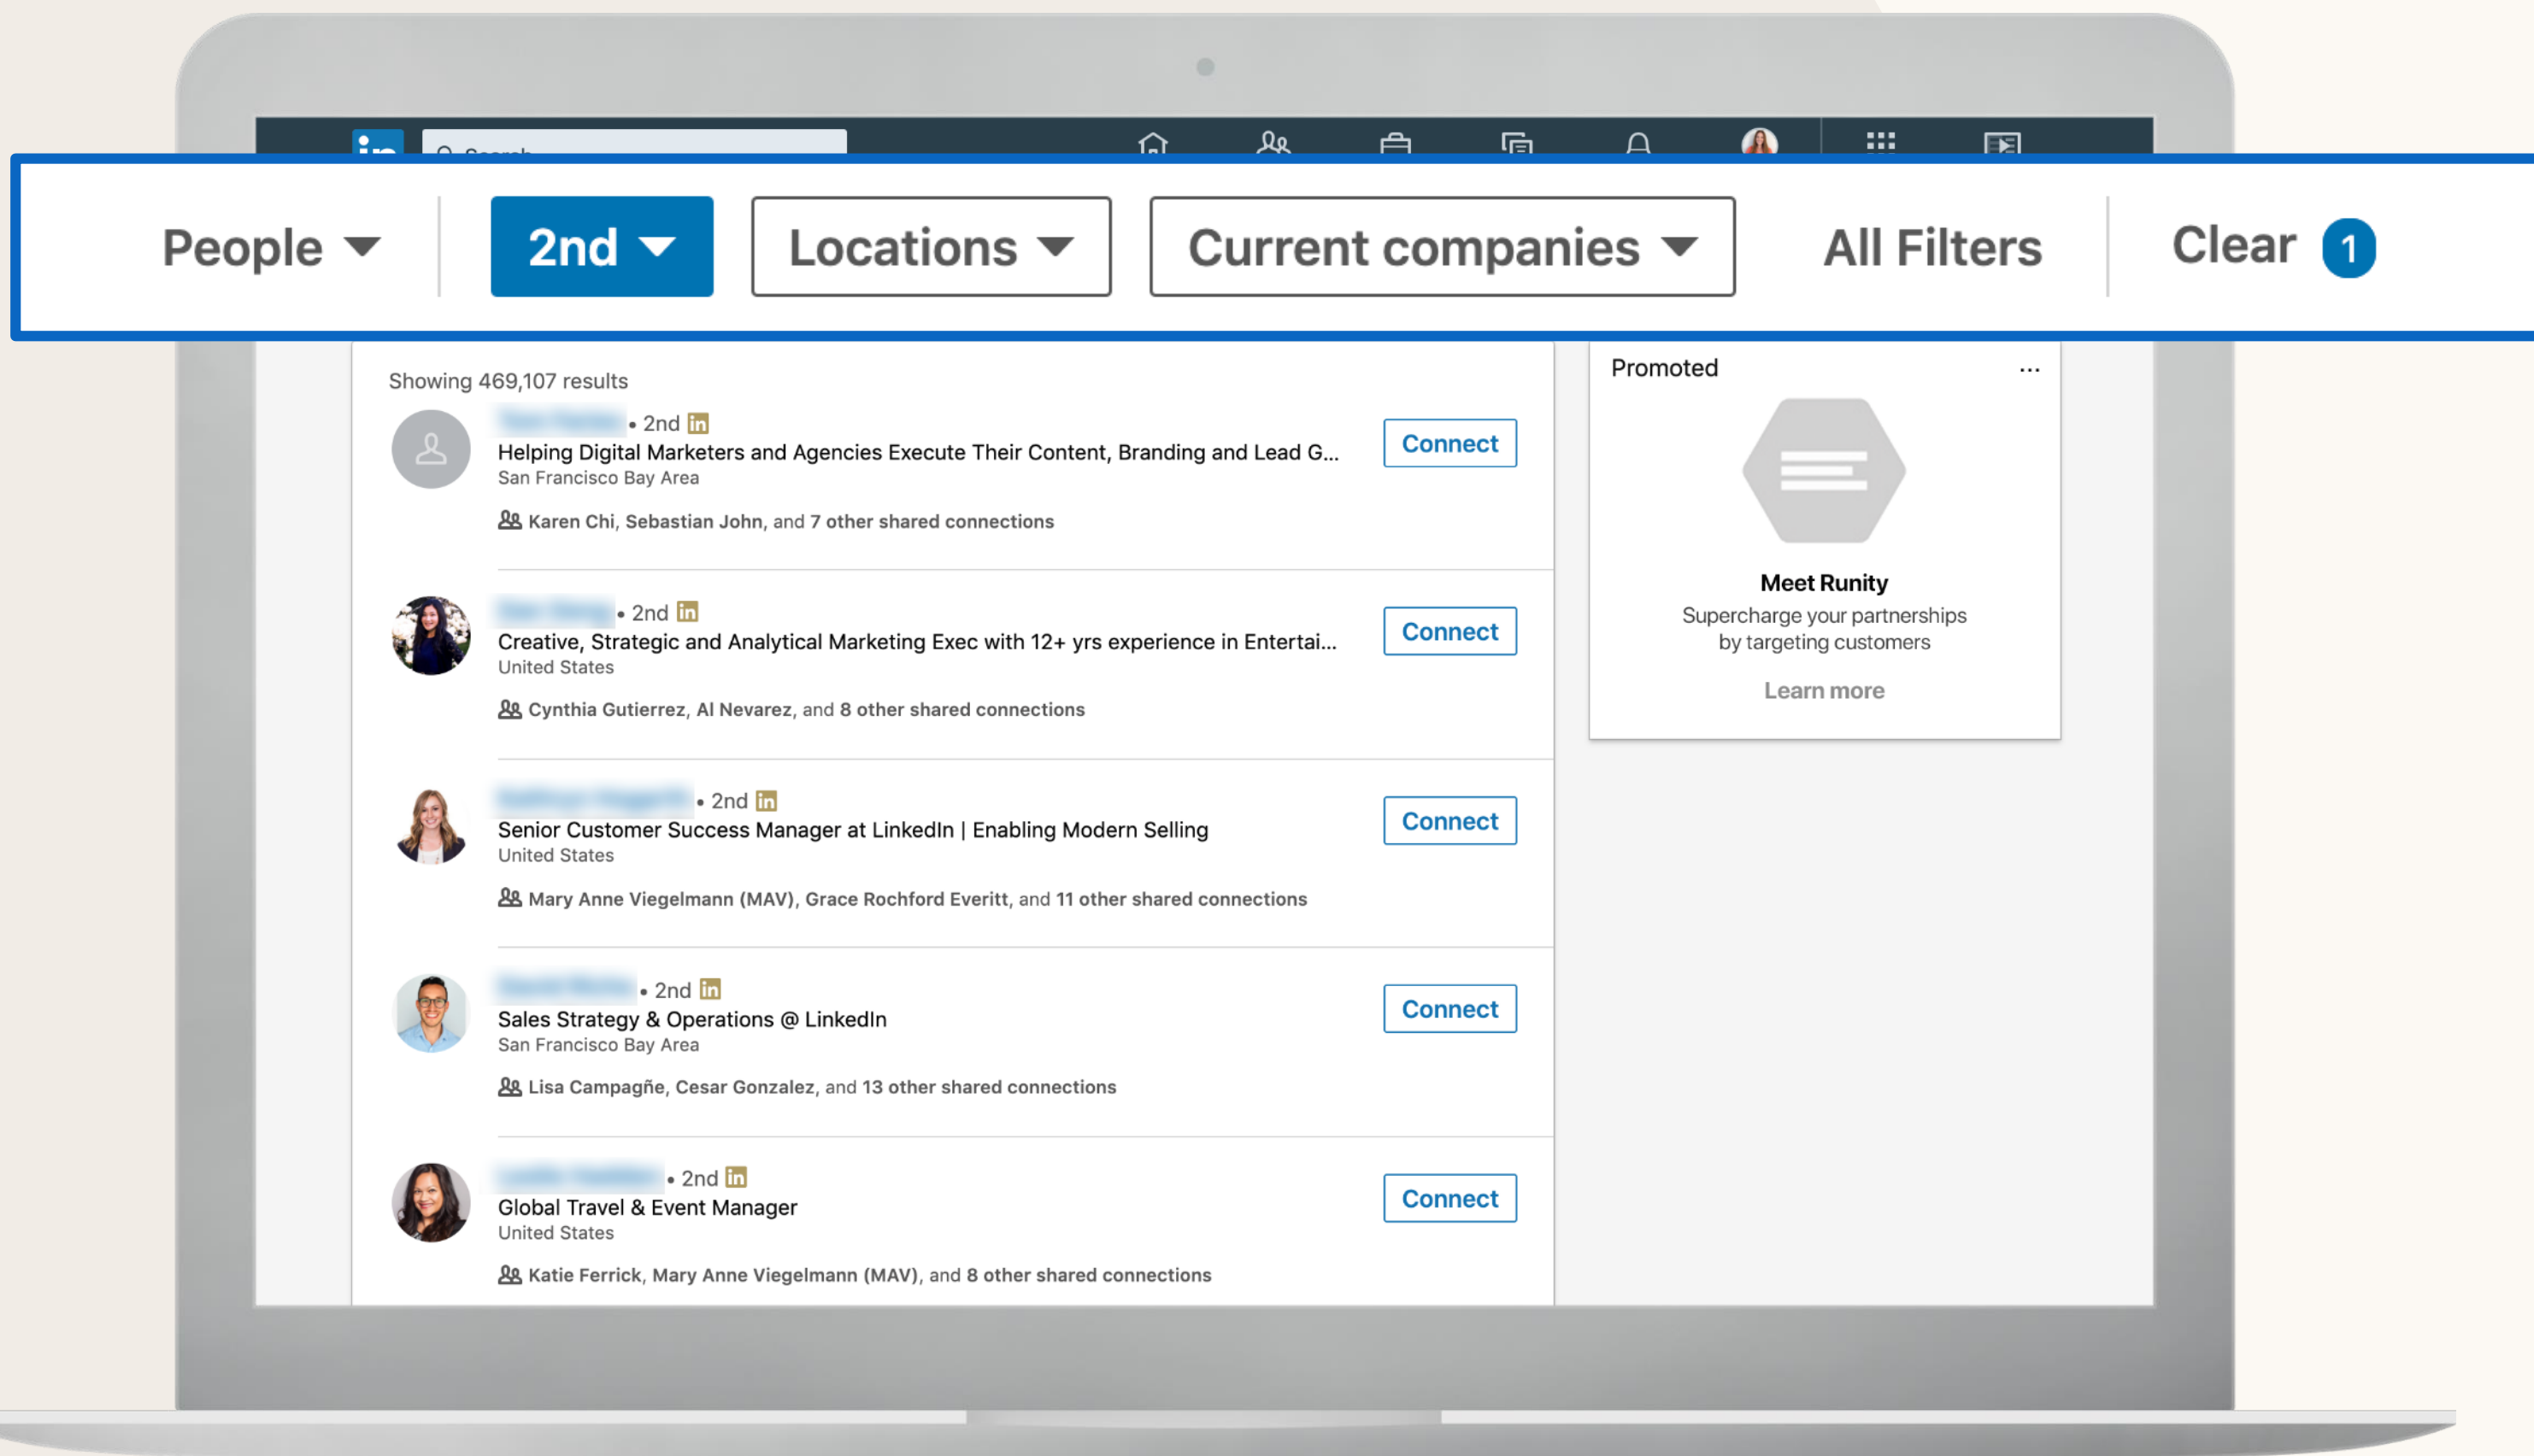 in Search
People 2nd Locations Current companies All Filters Clear 1
Showing 469,107 results
• 2nd in
Helping Digital Marketers and Agencies Execute Their Content, Branding and Lead G...
San Francisco Bay Area
Karen Chi, Sebastian John, and 7 other shared connections
Connect
• 2nd in
Creative, Strategic and Analytical Marketing Exec with 12+ yrs experience in Entertai...
United States
Cynthia Gutierrez, Al Nevarez, and 8 other shared connections
Connect
• 2nd in
Senior Customer Success Manager at LinkedIn | Enabling Modern Selling
United States
Mary Anne Viegelmann (MAV), Grace Rochford Everitt, and 11 other shared connections
Connect
• 2nd in
Sales Strategy & Operations @ LinkedIn
San Francisco Bay Area
Lisa Campagñe, Cesar Gonzalez, and 13 other shared connections
Connect
• 2nd in
Global Travel & Event Manager
United States
Katie Ferrick, Mary Anne Viegelmann (MAV), and 8 other shared connections
Connect
Promoted ...
Meet Runity
Supercharge your partnerships
by targeting customers
Learn more